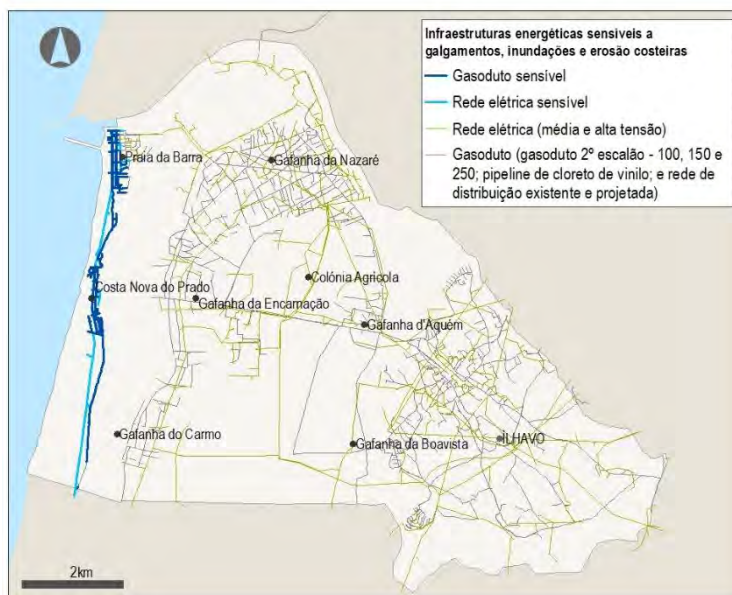 Infraestruturas energéticas sensíveis a
galgamentos, inundações e erosão costeiras
Gasoduto sensível
Rede elétrica sensível
Rede elétrica (média e alta tensão)
Gasoduto (gasoduto 2º escalão - 100, 150 e
250; pipeline de cloreto de vinilo; e rede de
distribuição existente e projetada)
Praia da Barra
Gafanha da Nazaré
Colónia Agrícola
Costa Nova do Prado
Gafanha da Encarnação
Gafanha d'Aquém
Gafanha do Carmo
Gafanha da Boavista
ÍLHAVO
2km